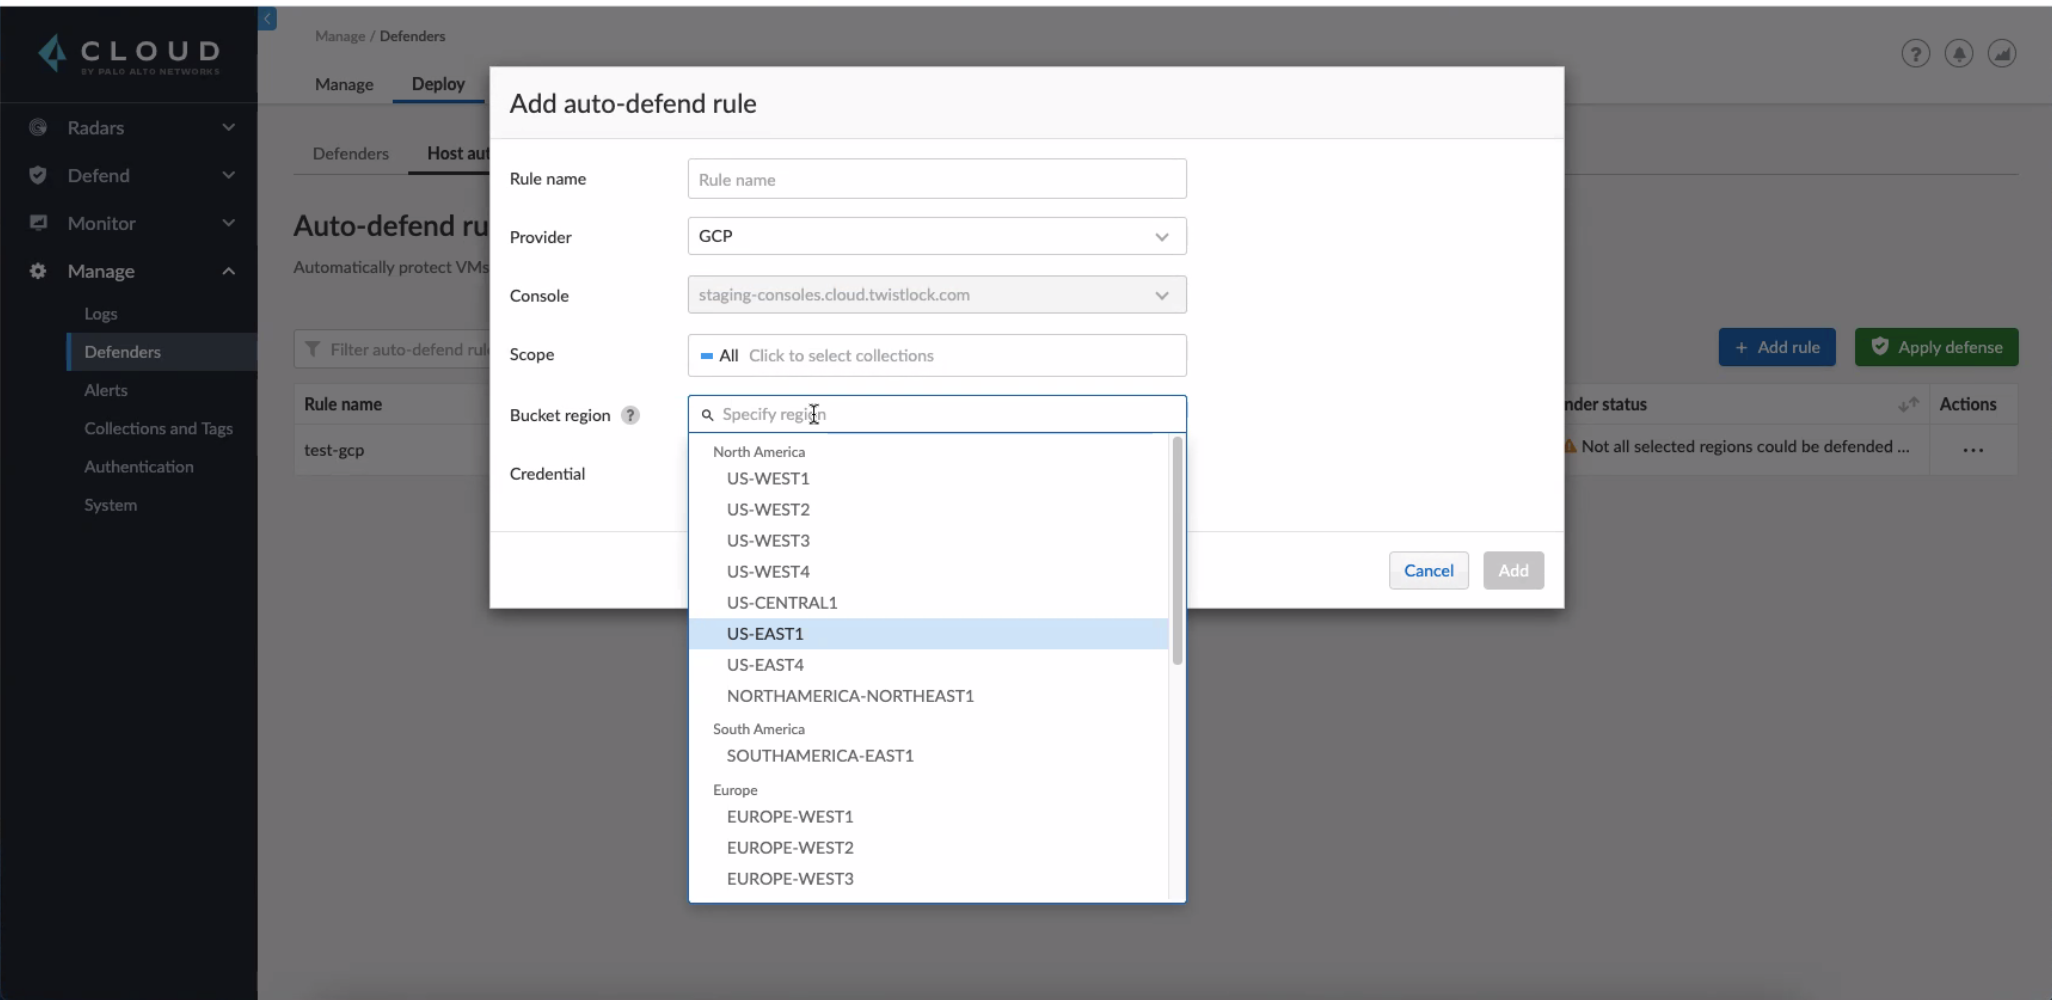 CLOUD
BY PALO ALTO NETWORKS
Radars
Defend
Monitor
Manage
Logs
Defenders
Alerts
Collections and Tags
Authentication
System
Manage / Defenders
Manage Deploy
Defenders Host aut
Auto-defend ru
Automatically protect VMs
Filter auto-defend rule
+ Add rule
Apply defense
Rule name
nder status
Actions
test-gcp
Not all selected regions could be defended ...
...
Add auto-defend rule
Rule name
Rule name
Provider
GCP
Console
staging-consoles.cloud.twistlock.com
Scope
All Click to select collections
Bucket region ?
Specify region
Credential
North America
US-WEST1
US-WEST2
US-WEST3
US-WEST4
US-CENTRAL1
US-EAST1
US-EAST4
NORTHAMERICA-NORTHEAST1
South America
SOUTHAMERICA-EAST1
Europe
EUROPE-WEST1
EUROPE-WEST2
EUROPE-WEST3
Cancel
Add
?